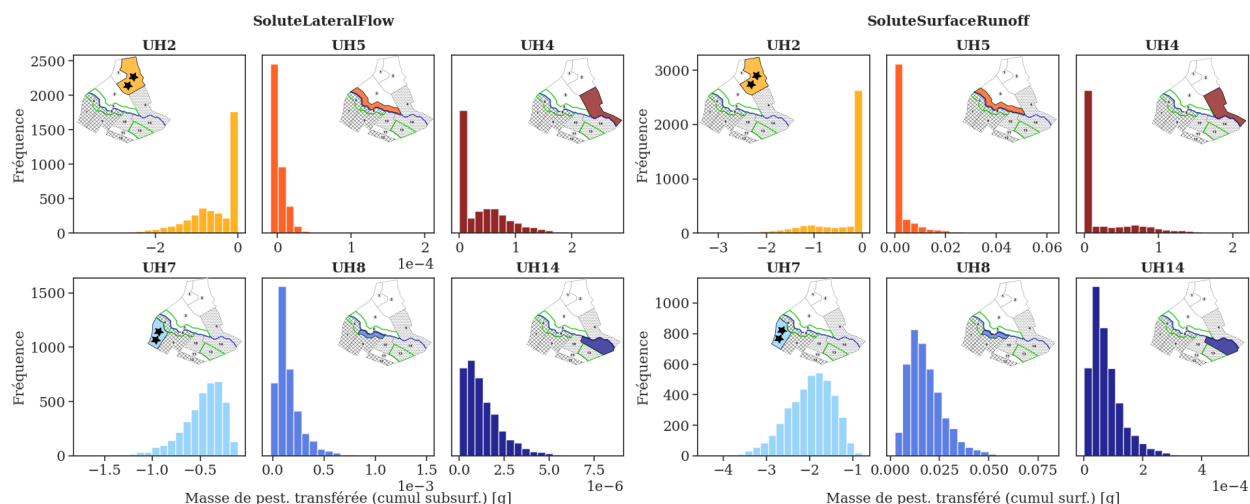 SoluteLateralFlow
SoluteSurfaceRunoff
UH2 UH5 UH4 UH2 UH5 UH4
Fréquence
2500
2000
1500
1000
500
0
−2 0
0 1 2
1e−4
0 1 2
Fréquence
3000
2000
1000
0
−3 −2 −1 0
0.00 0.02 0.04 0.06
0 1 2
UH7 UH8 UH14 UH7 UH8 UH14
Fréquence
1500
1000
500
0
−1.5 −1.0 −0.5
0.0 0.5 1.0 1.5
1e−3
0.0 2.5 5.0 7.5
1e−6
Fréquence
1000
800
600
400
200
0
−4 −3 −2 −1
0.000 0.025 0.050 0.075
0 2 4
1e−4
Masse de pest. transférée (cumul subsurf.) [g]
Masse de pest. transféré (cumul surf.) [g]